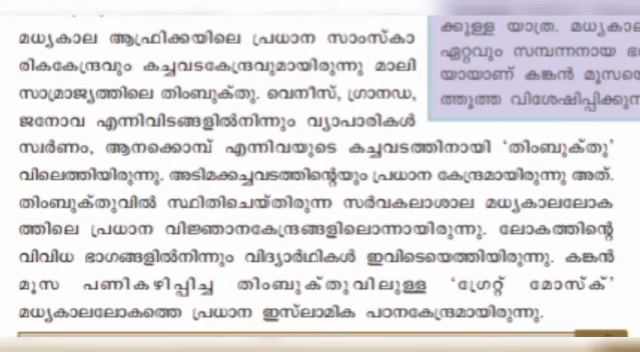 മധ്യകാല ആഫ്രിക്കയിലെ പ്രധാന സാംസ്കാ
രികകേന്ദ്രവും കച്ചവടകേന്ദ്രവുമായിരുന്നു മാലി
സാമ്രാജ്യത്തിലെ തിംബുക്തു. വെനീസ്, ഗ്രാനഡ,
ജനോവ എന്നിവിടങ്ങളിൽനിന്നും വ്യാപാരികൾ
സ്വർണം, ആനക്കൊമ്പ് എന്നിവയുടെ കച്ചവടത്തിനായി ‘തിംബുക്തു’
വിലെത്തിയിരുന്നു. അടിമക്കച്ചവടത്തിന്റെയും പ്രധാന കേന്ദ്രമായിരുന്നു അത്.
തിംബുക്തുവിൽ സ്ഥിതിചെയ്തിരുന്ന സർവകലാശാല മധ്യകാലലോക
ത്തിലെ പ്രധാന വിജ്ഞാനകേന്ദ്രങ്ങളിലൊന്നായിരുന്നു. ലോകത്തിന്റെ
വിവിധ ഭാഗങ്ങളിൽനിന്നും വിദ്യാർഥികൾ ഇവിടെയെത്തിയിരുന്നു. കങ്കൻ
മൂസ പണികഴിപ്പിച്ച തിംബുക്തുവിലുള്ള ‘ഗ്രേറ്റ് മോസ്ക്’
മധ്യകാലലോകത്തെ പ്രധാന ഇസ്‌ലാമിക പഠനകേന്ദ്രമായിരുന്നു.
ക്കുള്ള യാത്ര. മധ്യകാല
ഏറ്റവും സമ്പന്നനായ ഭ
യായാണ് കങ്കൻ മൂസയെ
ത്തുത്ത വിശേഷിപ്പിക്കുന